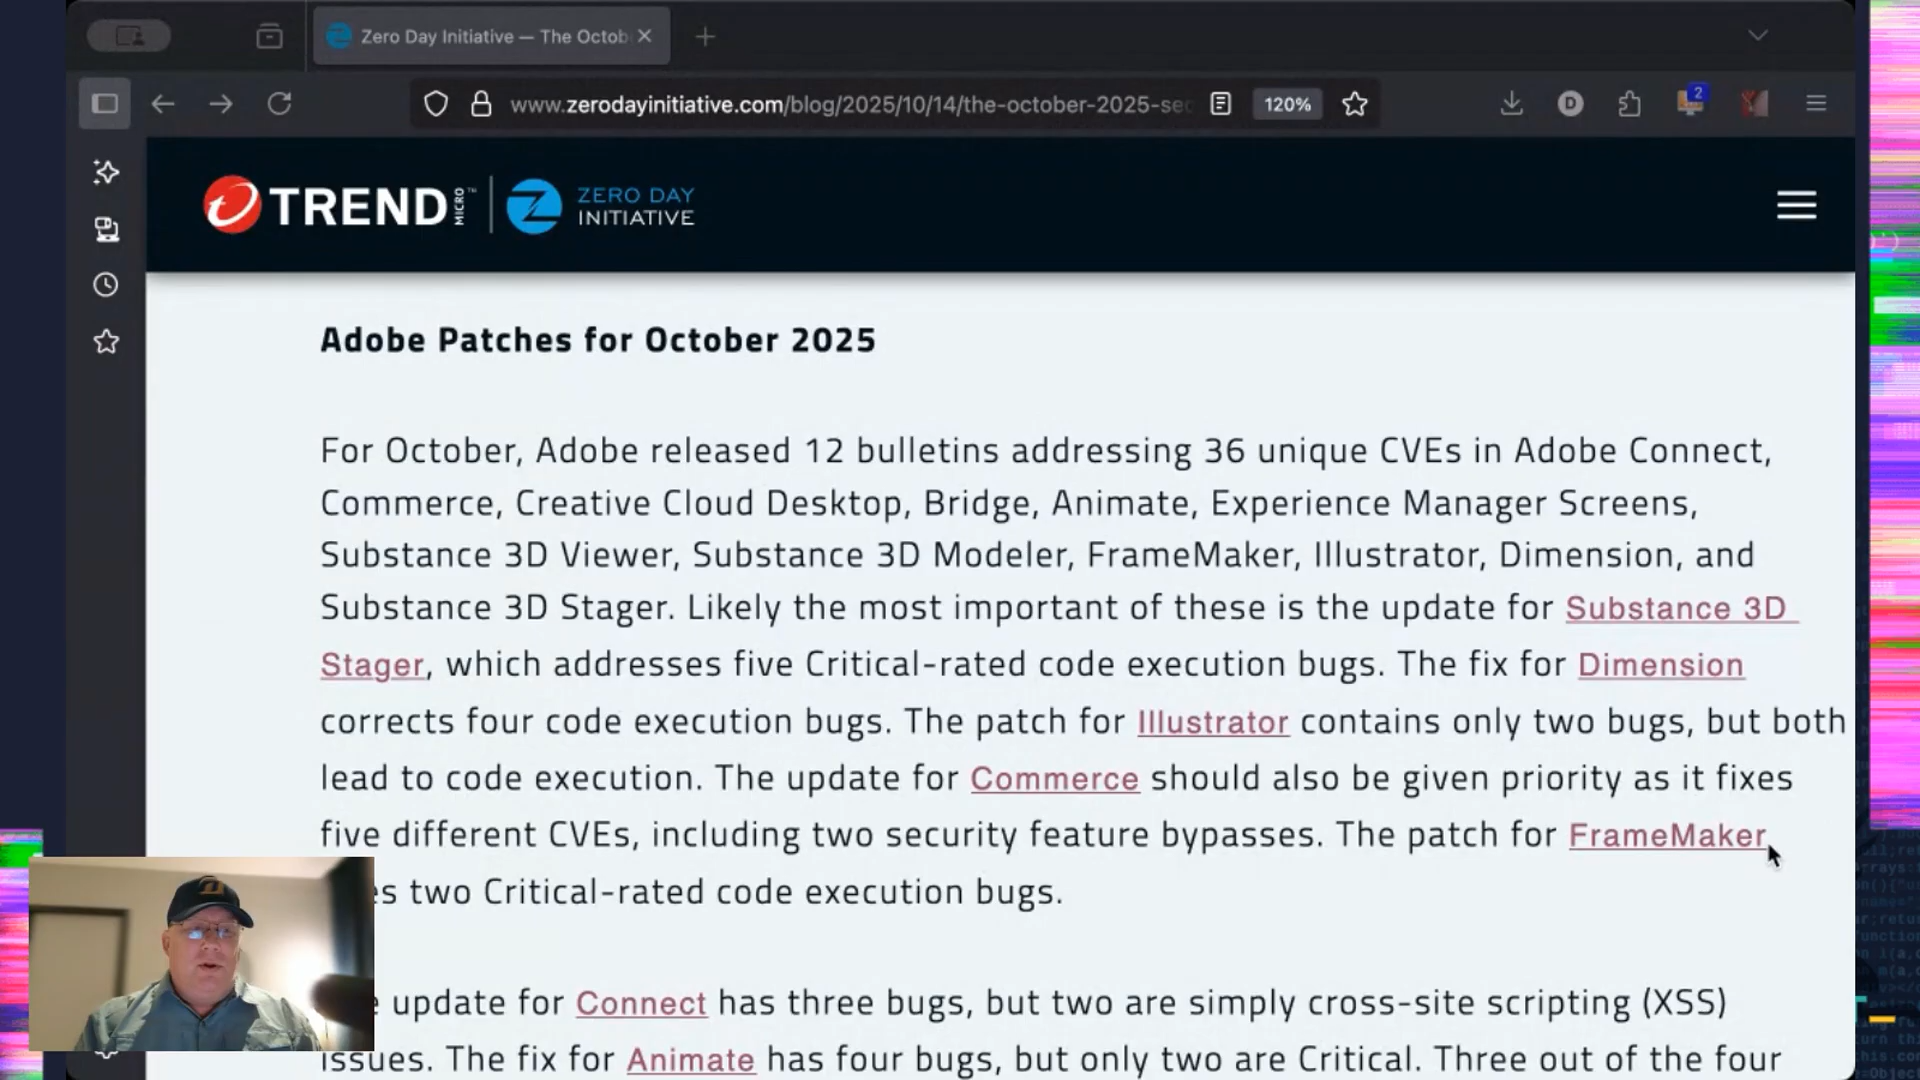 Zero Day Initiative — The Octob
www.zerodayinitiative.com/blog/2025/10/14/the-october-2025-sec
120%
D
2
TREND MICRO™
ZERO DAY
INITIATIVE
Adobe Patches for October 2025
For October, Adobe released 12 bulletins addressing 36 unique CVEs in Adobe Connect,
Commerce, Creative Cloud Desktop, Bridge, Animate, Experience Manager Screens,
Substance 3D Viewer, Substance 3D Modeler, FrameMaker, Illustrator, Dimension, and
Substance 3D Stager. Likely the most important of these is the update for Substance 3D
Stager, which addresses five Critical-rated code execution bugs. The fix for Dimension
corrects four code execution bugs. The patch for Illustrator contains only two bugs, but both
lead to code execution. The update for Commerce should also be given priority as it fixes
five different CVEs, including two security feature bypasses. The patch for FrameMaker
es two Critical-rated code execution bugs.
e update for Connect has three bugs, but two are simply cross-site scripting (XSS)
issues. The fix for Animate has four bugs, but only two are Critical. Three out of the four